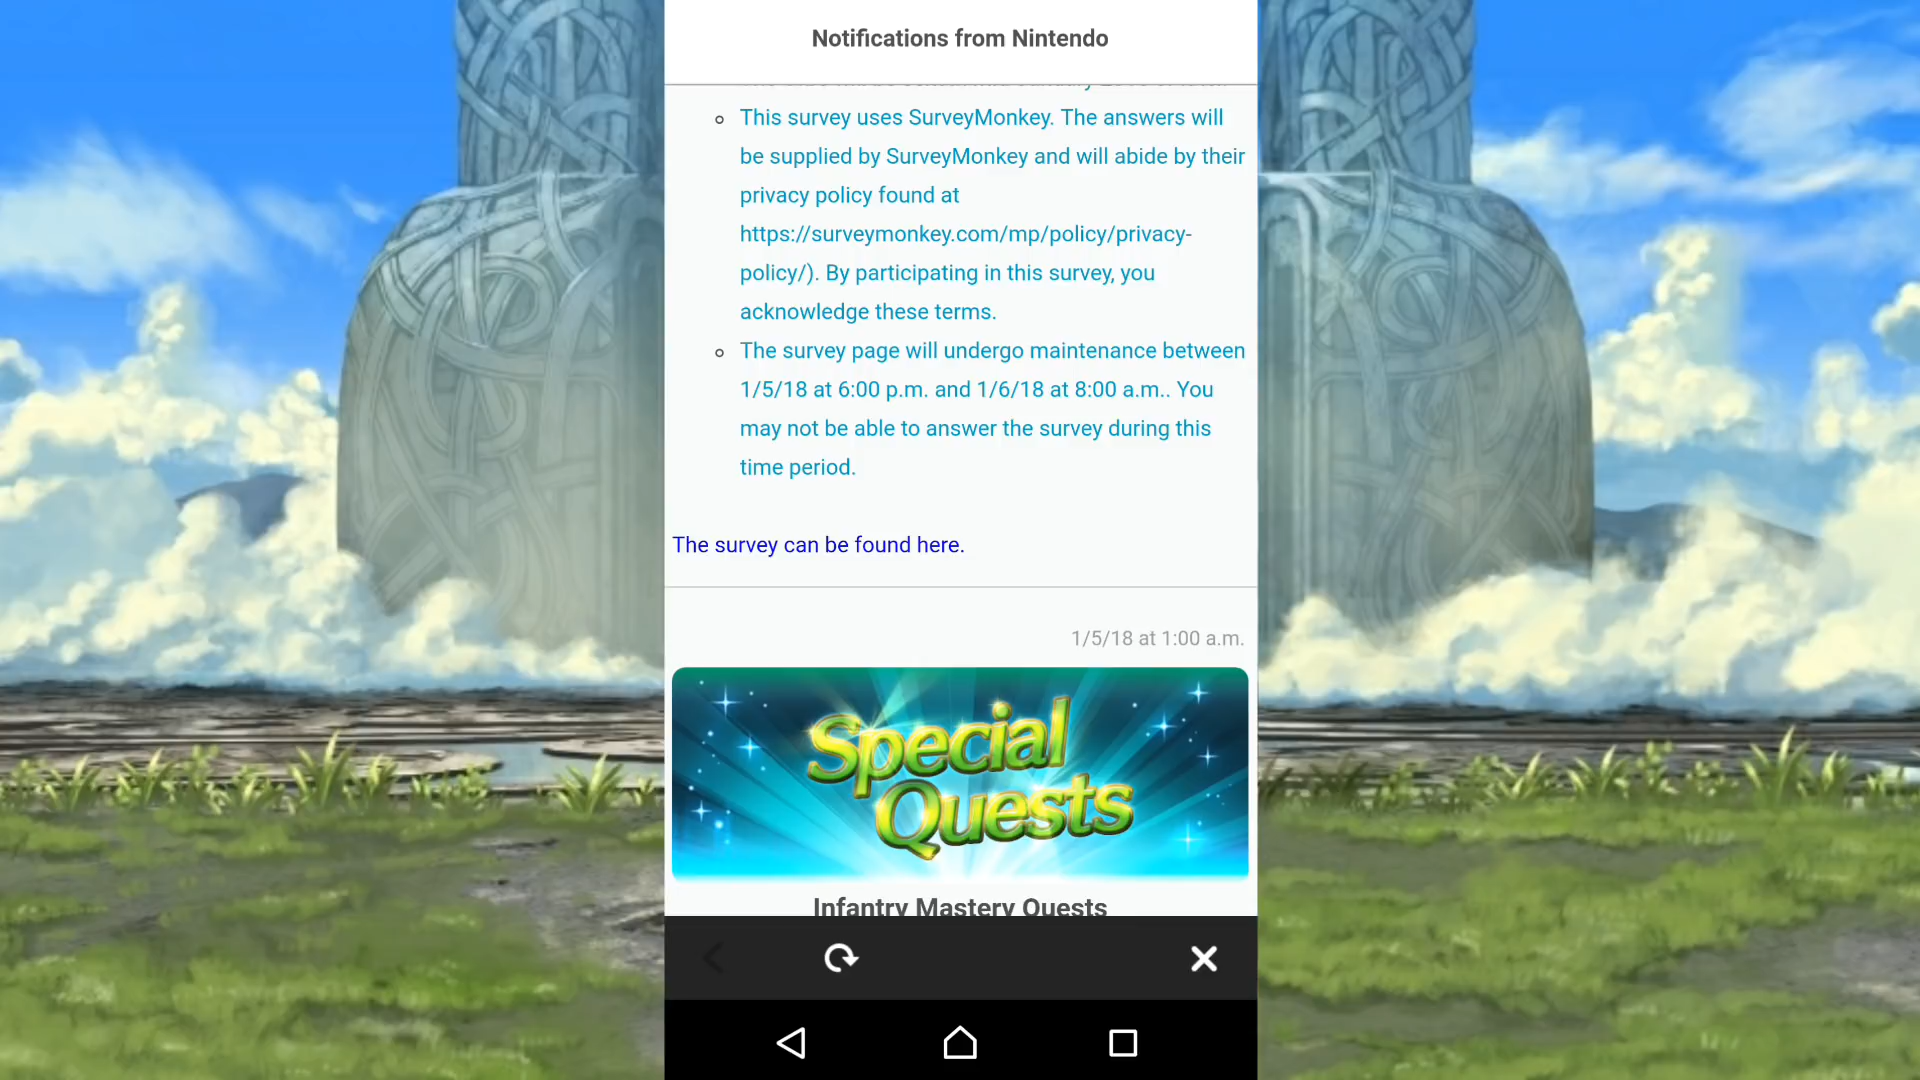 Notifications from Nintendo
This survey uses SurveyMonkey. The answers will
be supplied by SurveyMonkey and will abide by their
privacy policy found at
https://surveymonkey.com/mp/policy/privacy-
policy/). By participating in this survey, you
acknowledge these terms.
The survey page will undergo maintenance between
1/5/18 at 6:00 p.m. and 1/6/18 at 8:00 a.m.. You
may not be able to answer the survey during this
time period.
The survey can be found here.
1/5/18 at 1:00 a.m.
Special
Quests
Infantry Mastery Quests